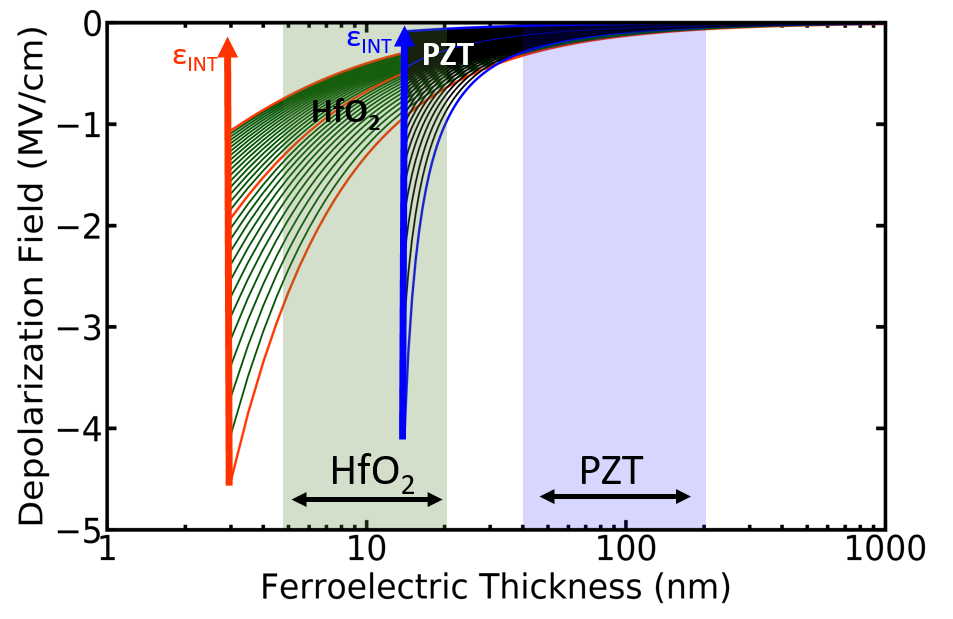 Depolarization Field (MV/cm)
0
−1
−2
−3
−4
−5
εINT
εINT
PZT
HfO2
HfO2
PZT
1 10 100 1000
Ferroelectric Thickness (nm)